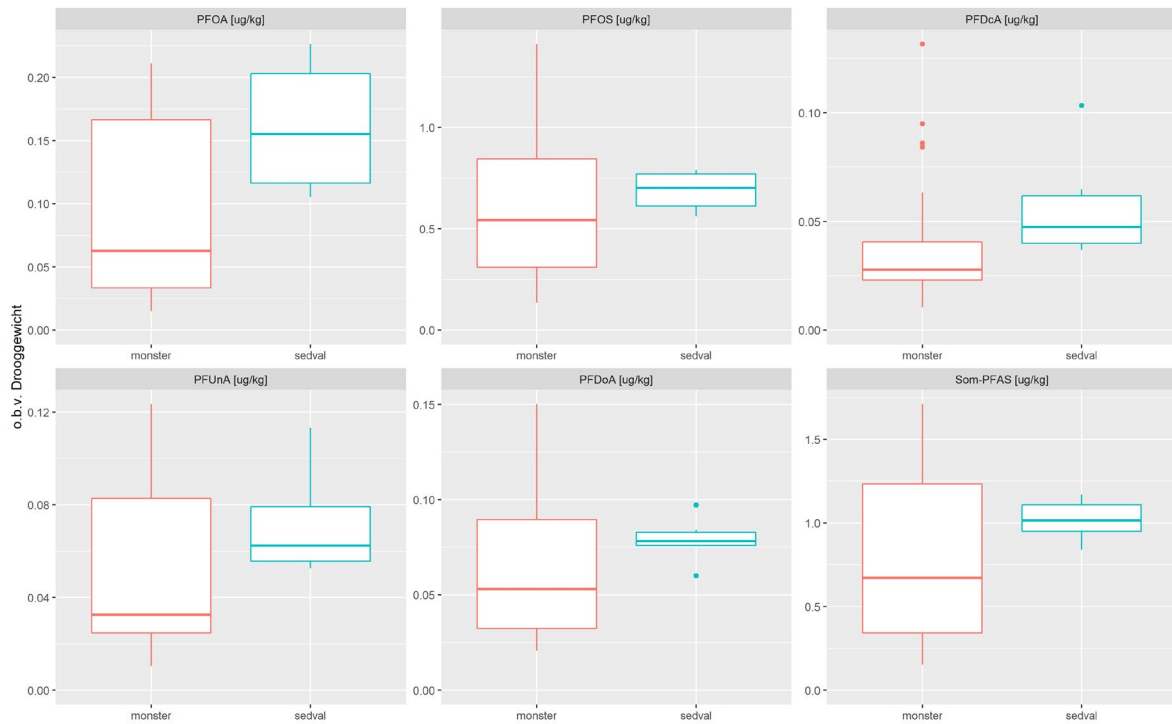 PFOA [ug/kg]
PFOS [ug/kg]
PFDcA [ug/kg]
0.20
0.15
0.10
0.05
0.00
1.0
0.5
0.0
0.10
0.05
0.00
monster
sedval
monster
sedval
monster
sedval
o.b.v. Drooggewicht
PFUnA [ug/kg]
PFDoA [ug/kg]
Som-PFAS [ug/kg]
0.12
0.08
0.04
0.00
0.15
0.10
0.05
0.00
1.5
1.0
0.5
0.0
monster
sedval
monster
sedval
monster
sedval